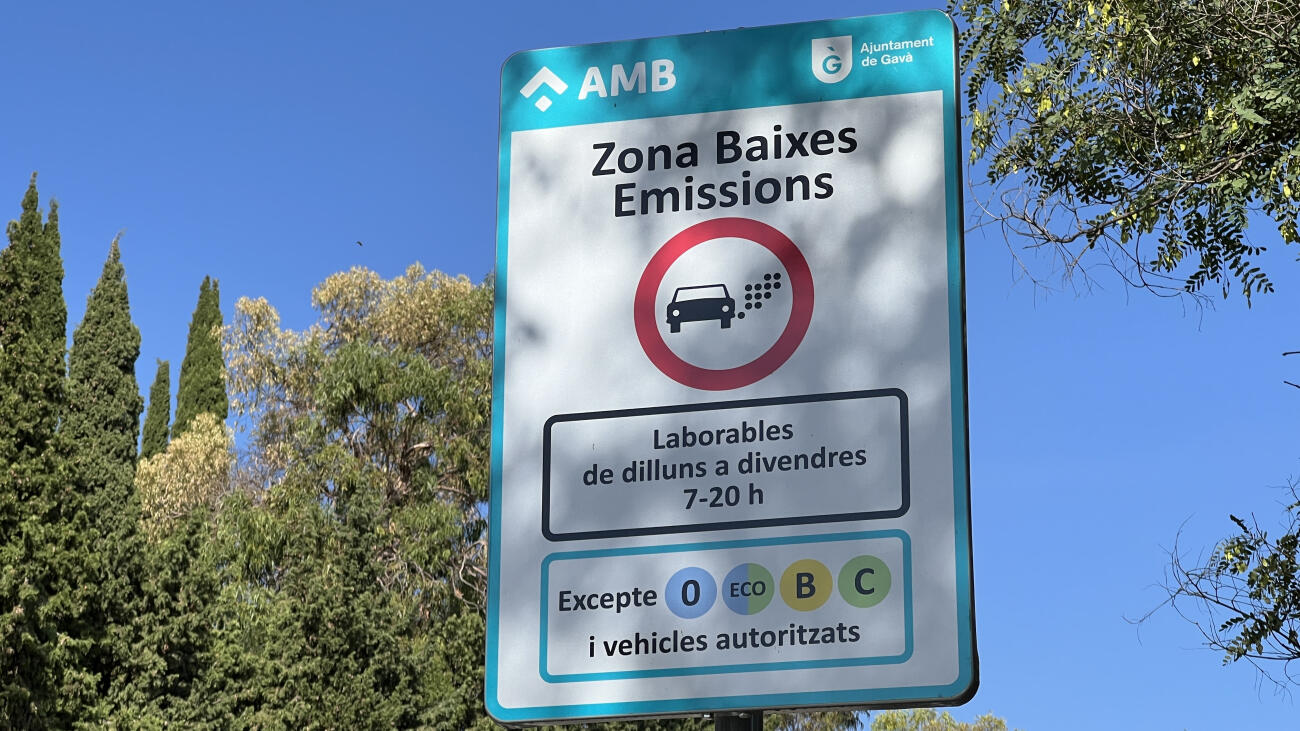 AMB
Ajuntament
de Gavà
Zona Baixes
Emissions
Laborables
de dilluns a divendres
7-20 h
Excepte 0 ECO B C
i vehicles autoritzats